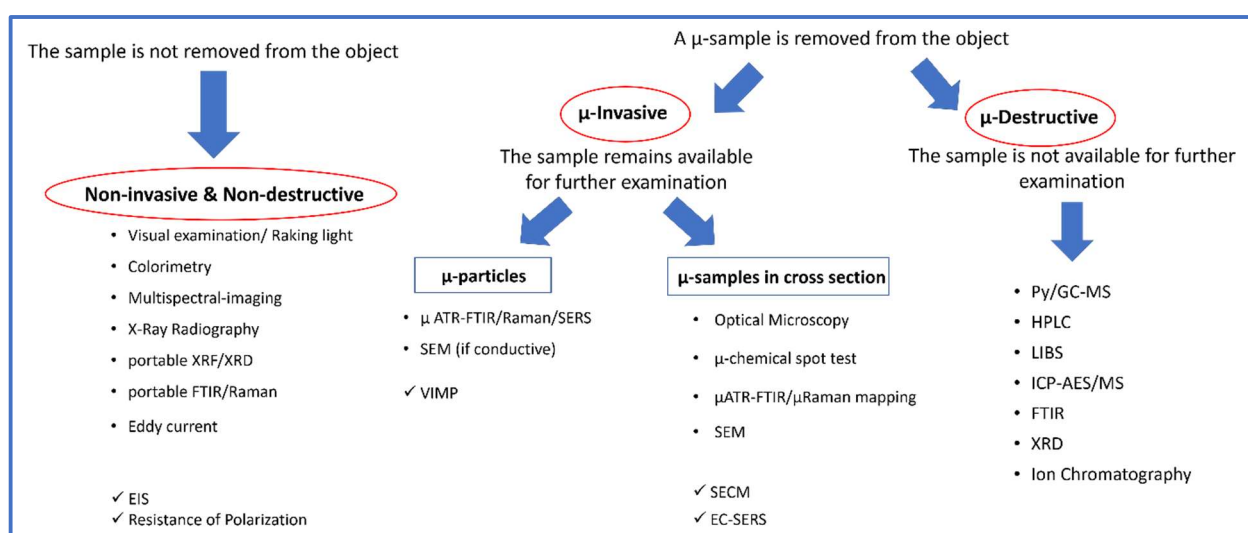 The sample is not removed from the object
Non-invasive & Non-destructive
• Visual examination/ Raking light
• Colorimetry
• Multispectral-imaging
• X-Ray Radiography
• portable XRF/XRD
• portable FTIR/Raman
• Eddy current
✓ EIS
✓ Resistance of Polarization
A μ-sample is removed from the object
μ-Invasive
The sample remains available
for further examination
μ-particles
• μ ATR-FTIR/Raman/SERS
• SEM (if conductive)
✓ VIMP
μ-samples in cross section
• Optical Microscopy
• μ-chemical spot test
• μATR-FTIR/μRaman mapping
• SEM
✓ SECM
✓ EC-SERS
μ-Destructive
The sample is not available for further
examination
• Py/GC-MS
• HPLC
• LIBS
• ICP-AES/MS
• FTIR
• XRD
• Ion Chromatography